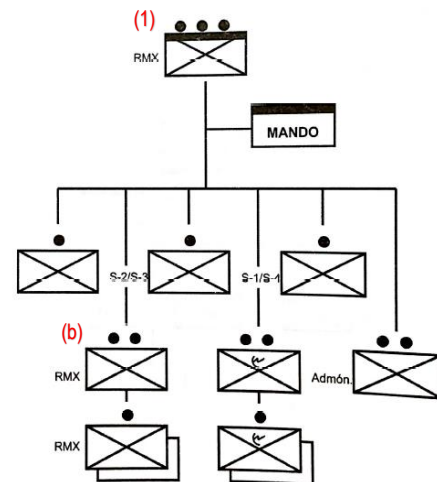 (1)
RMX
MANDO
S-2/S-3
S-1/S-4
(b)
RMX
Admón.
RMX